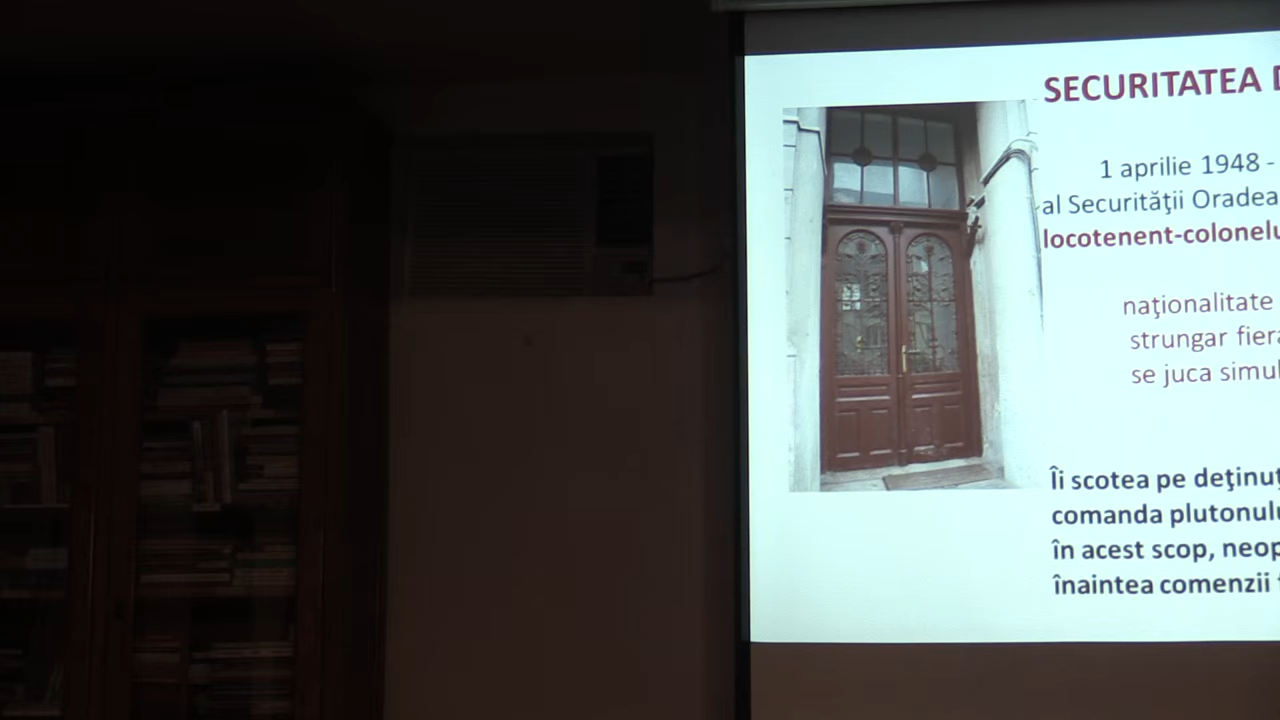 SECURITATEA
1 aprilie 1948 -
al Securităţii Oradea
locotenent-colonelu
naţionalitate
strungar fiera
se juca simul
Îi scotea pe deţinuţ
comanda plutonulu
în acest scop, neop
înaintea comenzii